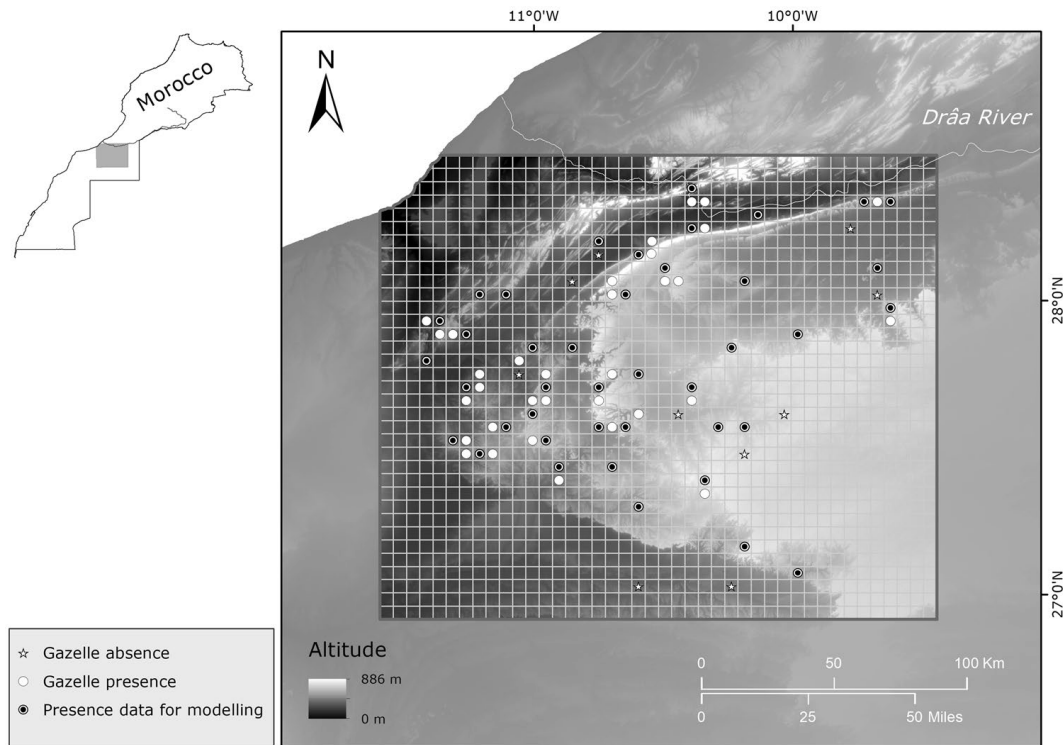 11°0'W
10°0'W
Morocco
N
Drâa River
28°0'N
27°0'N
Gazelle absence
Gazelle presence
Presence data for modelling
Altitude
886 m
0 m
0
50
100 Km
0
25
50 Miles